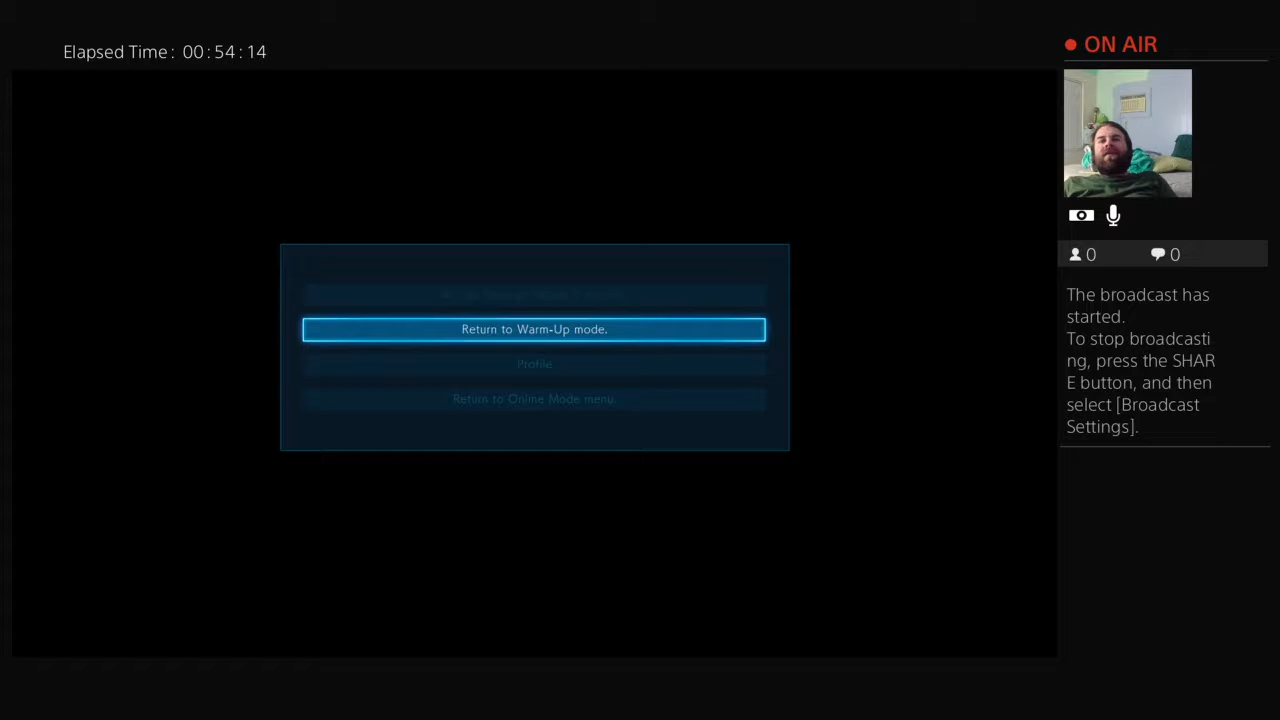 Elapsed Time: 00:54:14
ON AIR
0 0
The broadcast has
started.
To stop broadcasti
ng, press the SHAR
E button, and then
select [Broadcast
Settings].
Return to Warm-Up mode.
Profile
Return to Online Mode menu.